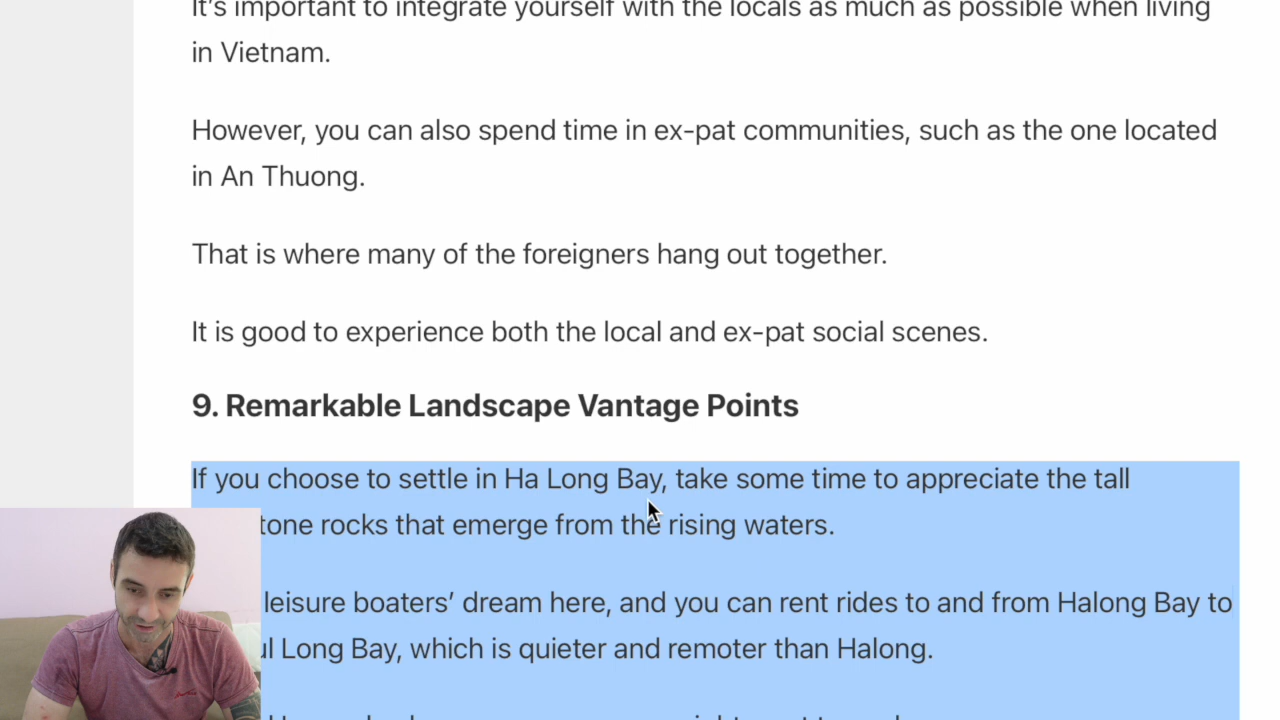 It's important to integrate yourself with the locals as much as possible when living
in Vietnam.
However, you can also spend time in ex-pat communities, such as the one located
in An Thuong.
That is where many of the foreigners hang out together.
It is good to experience both the local and ex-pat social scenes.
9. Remarkable Landscape Vantage Points
If you choose to settle in Ha Long Bay, take some time to appreciate the tall
rocks that emerge from the rising waters.
leisure boaters' dream here, and you can rent rides to and from Halong Bay to
Long Bay, which is quieter and remoter than Halong.